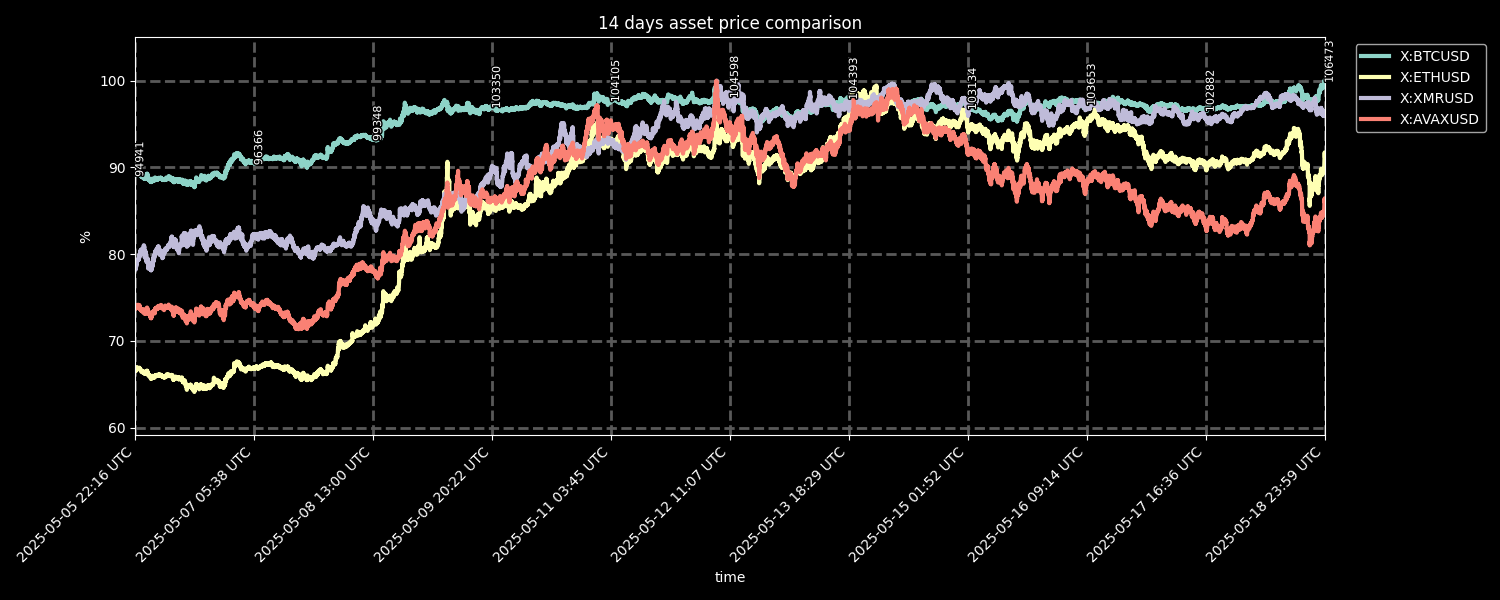 14 days asset price comparison
X:BTCUSD
X:ETHUSD
X:XMRUSD
X:AVAXUSD
100
90
80
70
60
%
94941
96366
99348
103350
104105
104598
104393
103134
103653
102882
106473
2025-05-05 22:16 UTC
2025-05-07 05:38 UTC
2025-05-08 13:00 UTC
2025-05-09 20:22 UTC
2025-05-11 03:45 UTC
2025-05-12 11:07 UTC
2025-05-13 18:29 UTC
2025-05-15 01:52 UTC
2025-05-16 09:14 UTC
2025-05-17 16:36 UTC
2025-05-18 23:59 UTC
time